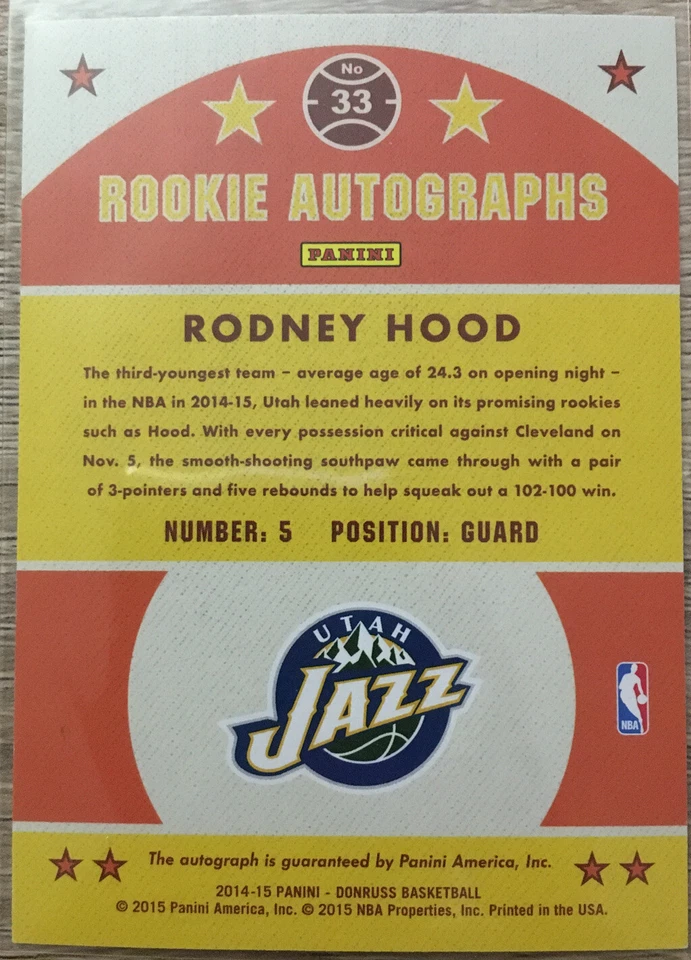 No
33
ROOKIE AUTOGRAPHS
PANINI
RODNEY HOOD
The third-youngest team – average age of 24.3 on opening night –
in the NBA in 2014-15, Utah leaned heavily on its promising rookies
such as Hood. With every possession critical against Cleveland on
Nov. 5, the smooth-shooting southpaw came through with a pair
of 3-pointers and five rebounds to help squeak out a 102-100 win.
NUMBER: 5 POSITION: GUARD
UTAH
JAZZ
NBA
The autograph is guaranteed by Panini America, Inc.
2014-15 PANINI - DONRUSS BASKETBALL
© 2015 Panini America, Inc. © 2015 NBA Properties, Inc. Printed in the USA.